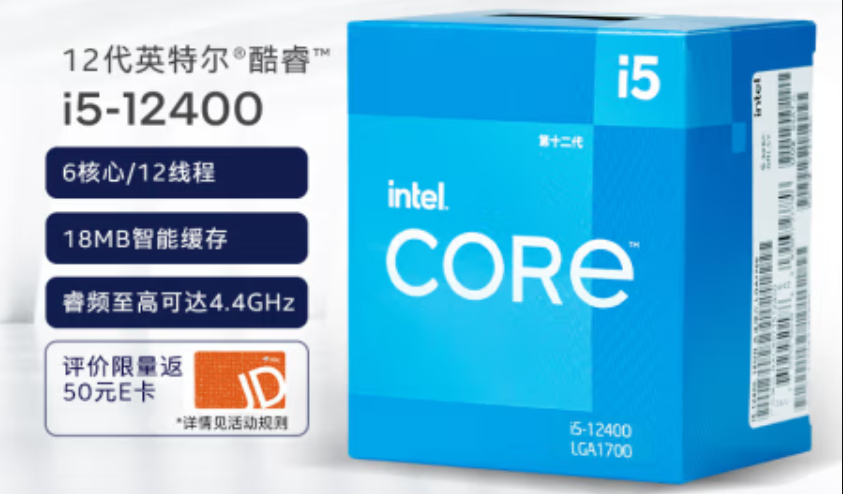 12代英特尔®酷睿™
i5-12400
6核心/12线程
18MB智能缓存
睿频至高可达4.4GHz
评价限量返
50元E卡
JD
*详情见活动规则
i5
第十二代
intel.
CORe™
i5-12400
LGA1700
intel